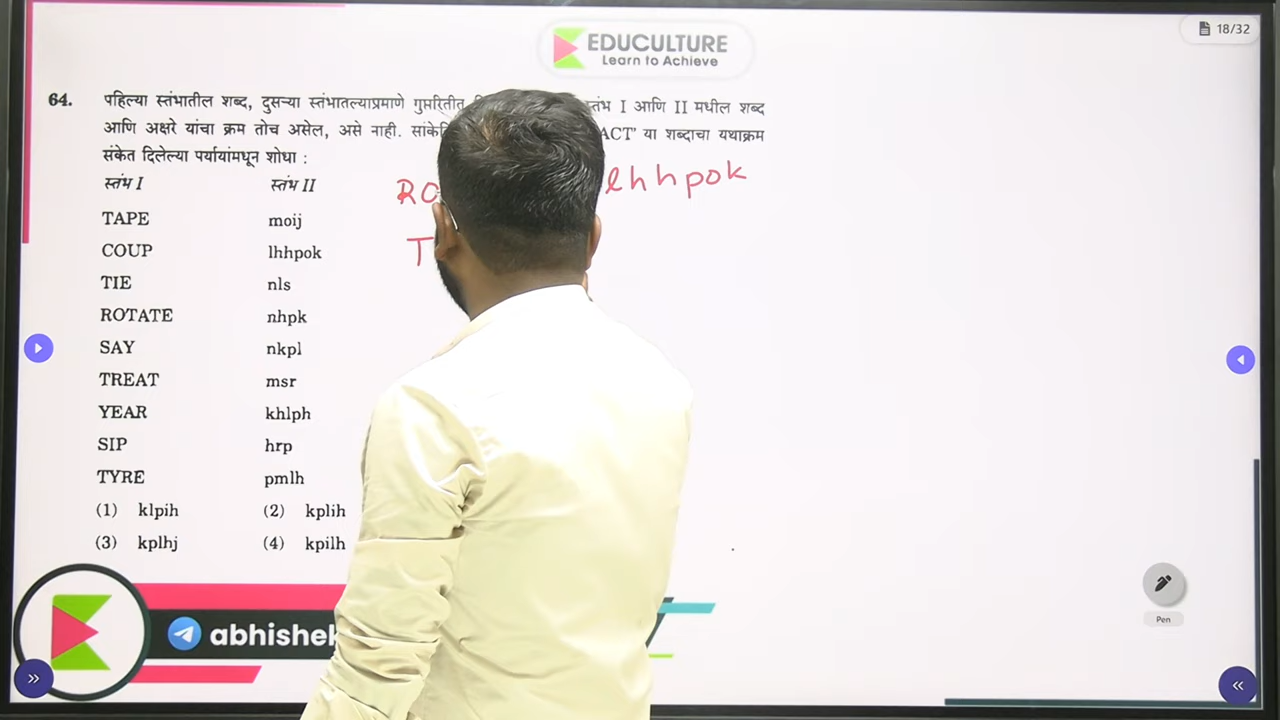 18/32
EDUCULTURE
Learn to Achieve
64. पहिल्या स्तंभातील शब्द, दुसऱ्या स्तंभातल्याप्रमाणे गुप्तरितीत तंभ I आणि II मधील शब्द
आणि अक्षरे यांचा क्रम तोच असेल, असे नाही. ACT' या शब्दाचा यथाक्रम
संकेत दिलेल्या पर्यायांमधून शोधा :
स्तंभ I स्तंभ II
RO lhhpok
TAPE moij
T
COUP lhhpok
TIE nls
ROTATE nhpk
SAY nkpl
TREAT msr
YEAR khlph
SIP hrp
TYRE pmlh
(1) klpih (2) kplih
(3) kplhj (4) kpilh
abhishek
Pen